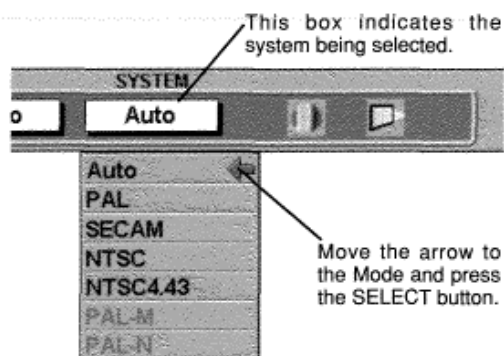 This box indicates the
system being selected.
SYSTEM
o
Auto
Auto
PAL
SECAM
NTSC
NTSC4.43
PAL-M
PAL-N
Move the arrow to
the Mode and press
the SELECT button.